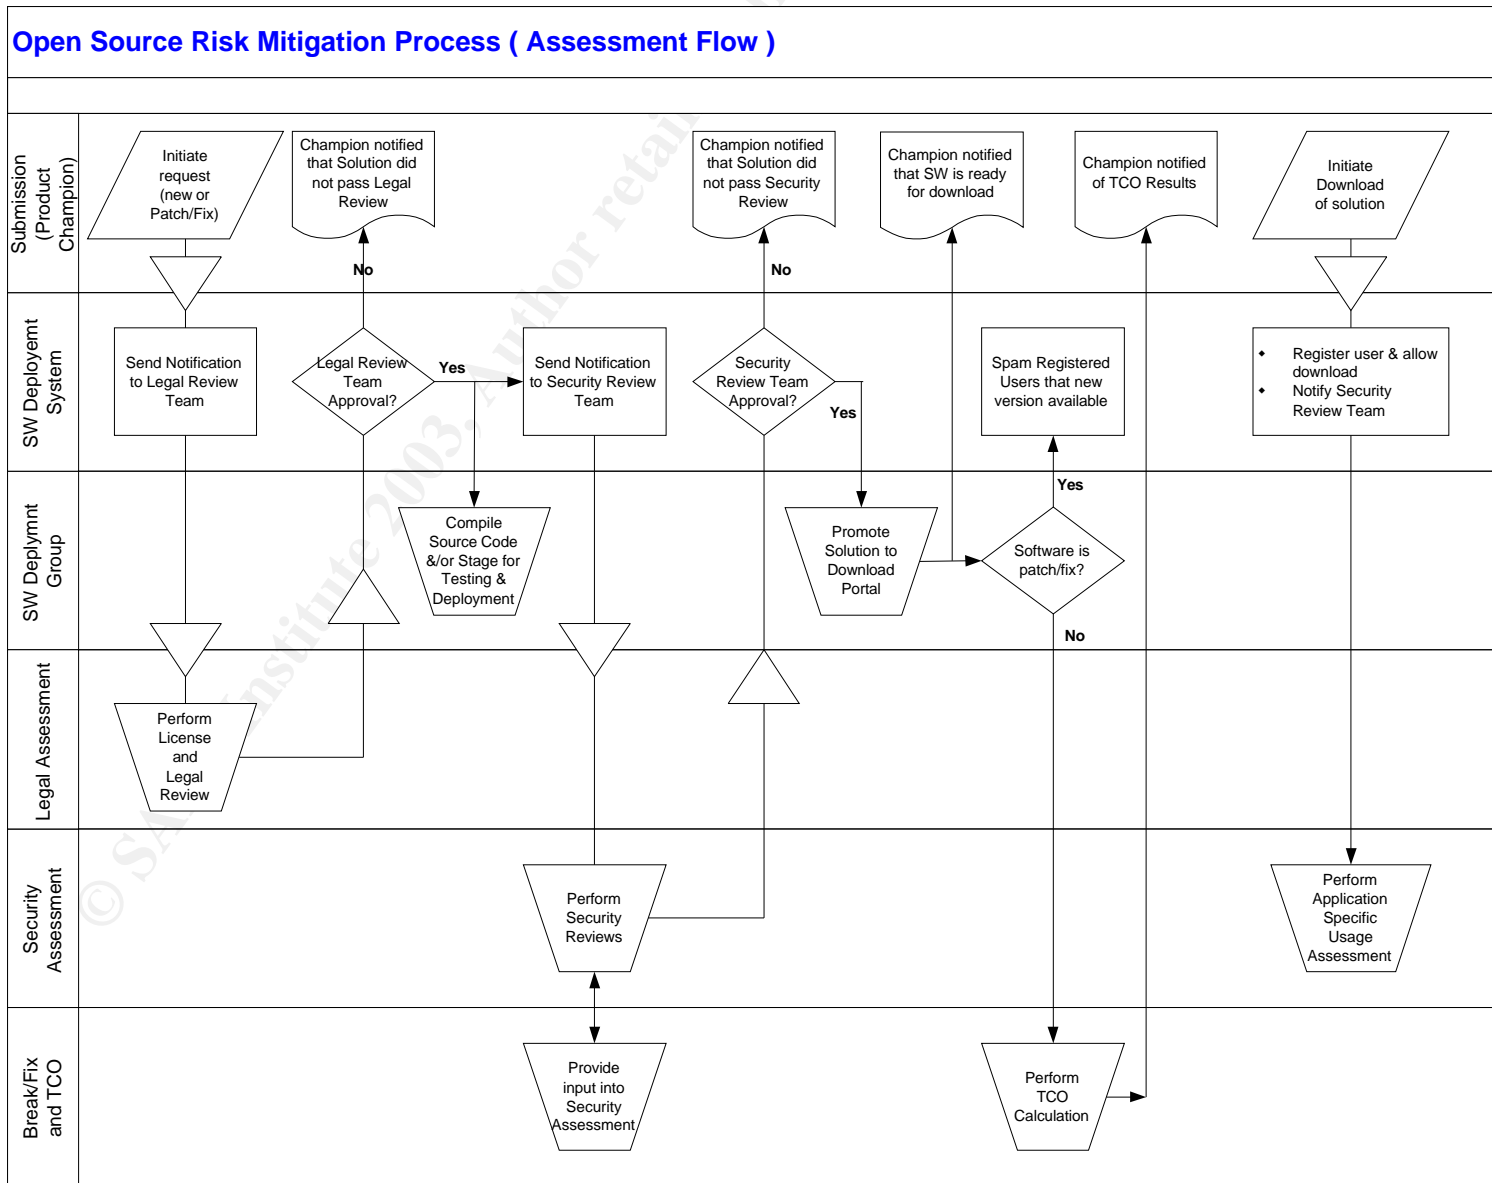 Open Source Risk Mitigation Process ( Assessment Flow )
Submission
(Product
Champion)
Initiate
request
(new or
Patch/Fix)
Champion notified
that Solution did
not pass Legal
Review
Champion notified
that Solution did
not pass Security
Review
Champion notified
that SW is ready
for download
Champion notified
of TCO Results
Initiate
Download
of solution
No
No
SW Deployemt
System
Send Notification
to Legal Review
Team
Legal Review
Team
Approval?
Yes
Send Notification
to Security Review
Team
Security
Review Team
Approval?
Yes
Spam Registered
Users that new
version available
Register user & allow
download
Notify Security
Review Team
SW Deplymnt
Group
Compile
Source Code
&/or Stage for
Testing &
Deployment
Promote
Solution to
Download
Portal
Yes
Software is
patch/fix?
No
Legal Assessment
Perform
License
and
Legal
Review
Security
Assessment
Perform
Security
Reviews
Perform
Application
Specific
Usage
Assessment
Break/Fix
and TCO
Provide
input into
Security
Assessment
Perform
TCO
Calculation
© SA Institute 2003, Author retai